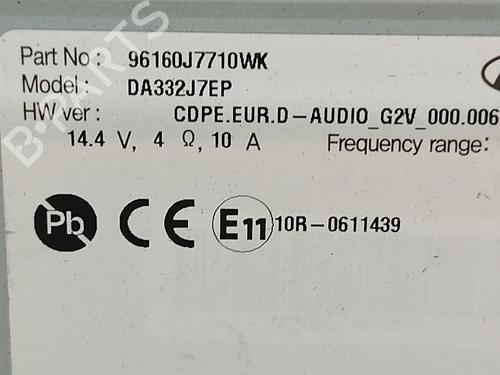 Part No : 96160J7710WK
Model : DA332J7EP
HW ver : CDPE.EUR.D-AUDIO_G2V_000.006
14.4 V, 4 Ω, 10 A Frequency range:
Pb CE E11 10R-0611439
B-PARTS